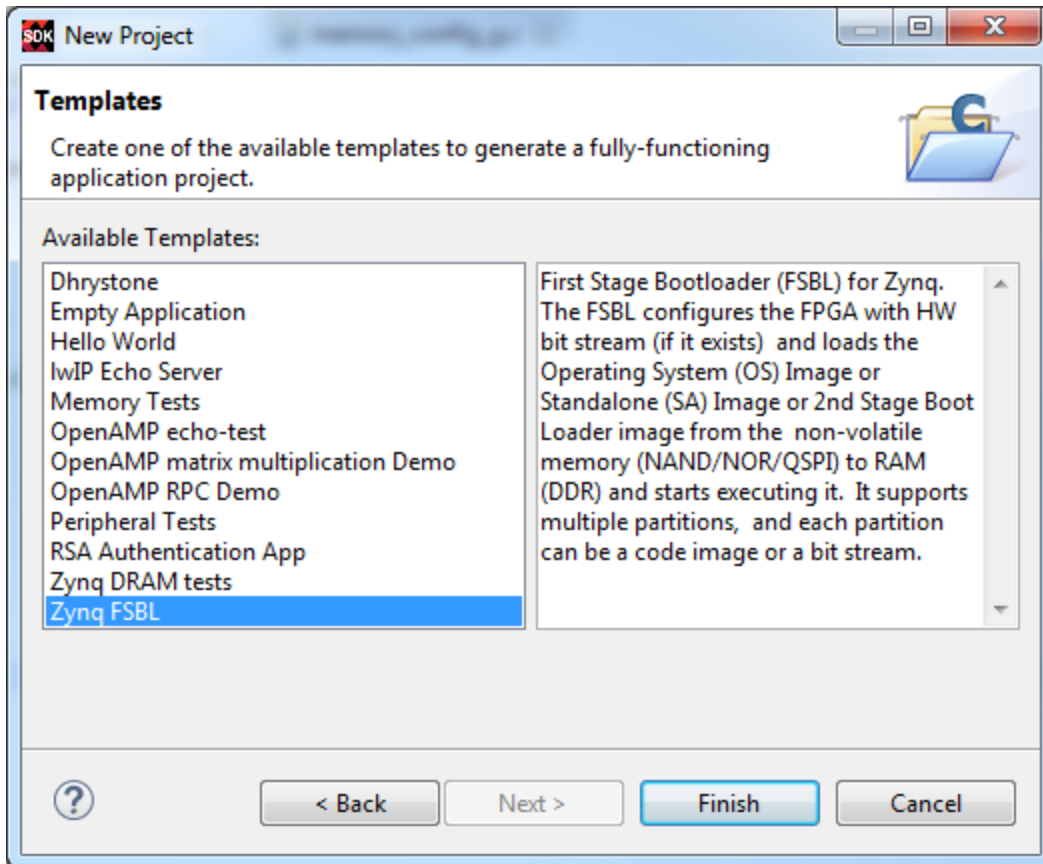 SDK New Project
Templates
Create one of the available templates to generate a fully-functioning
application project.
Available Templates:
Dhrystone
Empty Application
Hello World
lwIP Echo Server
Memory Tests
OpenAMP echo-test
OpenAMP matrix multiplication Demo
OpenAMP RPC Demo
Peripheral Tests
RSA Authentication App
Zynq DRAM tests
Zynq FSBL
First Stage Bootloader (FSBL) for Zynq.
The FSBL configures the FPGA with HW
bit stream (if it exists)  and loads the
Operating System (OS) Image or
Standalone (SA) Image or 2nd Stage Boot
Loader image from the  non-volatile
memory (NAND/NOR/QSPI) to RAM
(DDR) and starts executing it.  It supports
multiple partitions,  and each partition
can be a code image or a bit stream.
< Back
Next >
Finish
Cancel